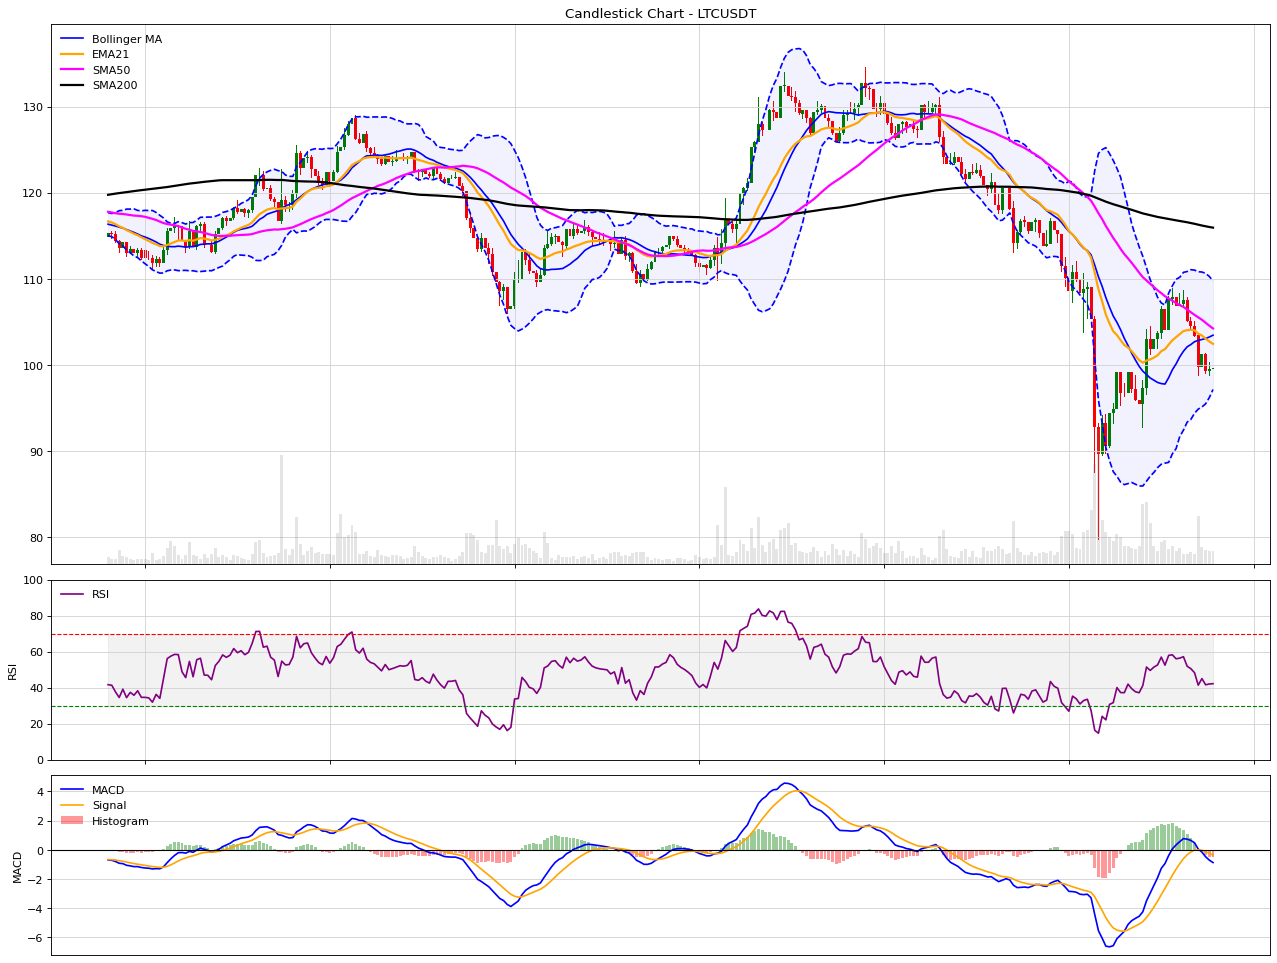 Candlestick Chart - LTCUSDT
Bollinger MA
EMA21
SMA50
SMA200
130
120
110
100
90
80
100
80
60
40
20
0
RSI
RSI
4
2
0
−2
−4
−6
MACD
MACD
Signal
Histogram